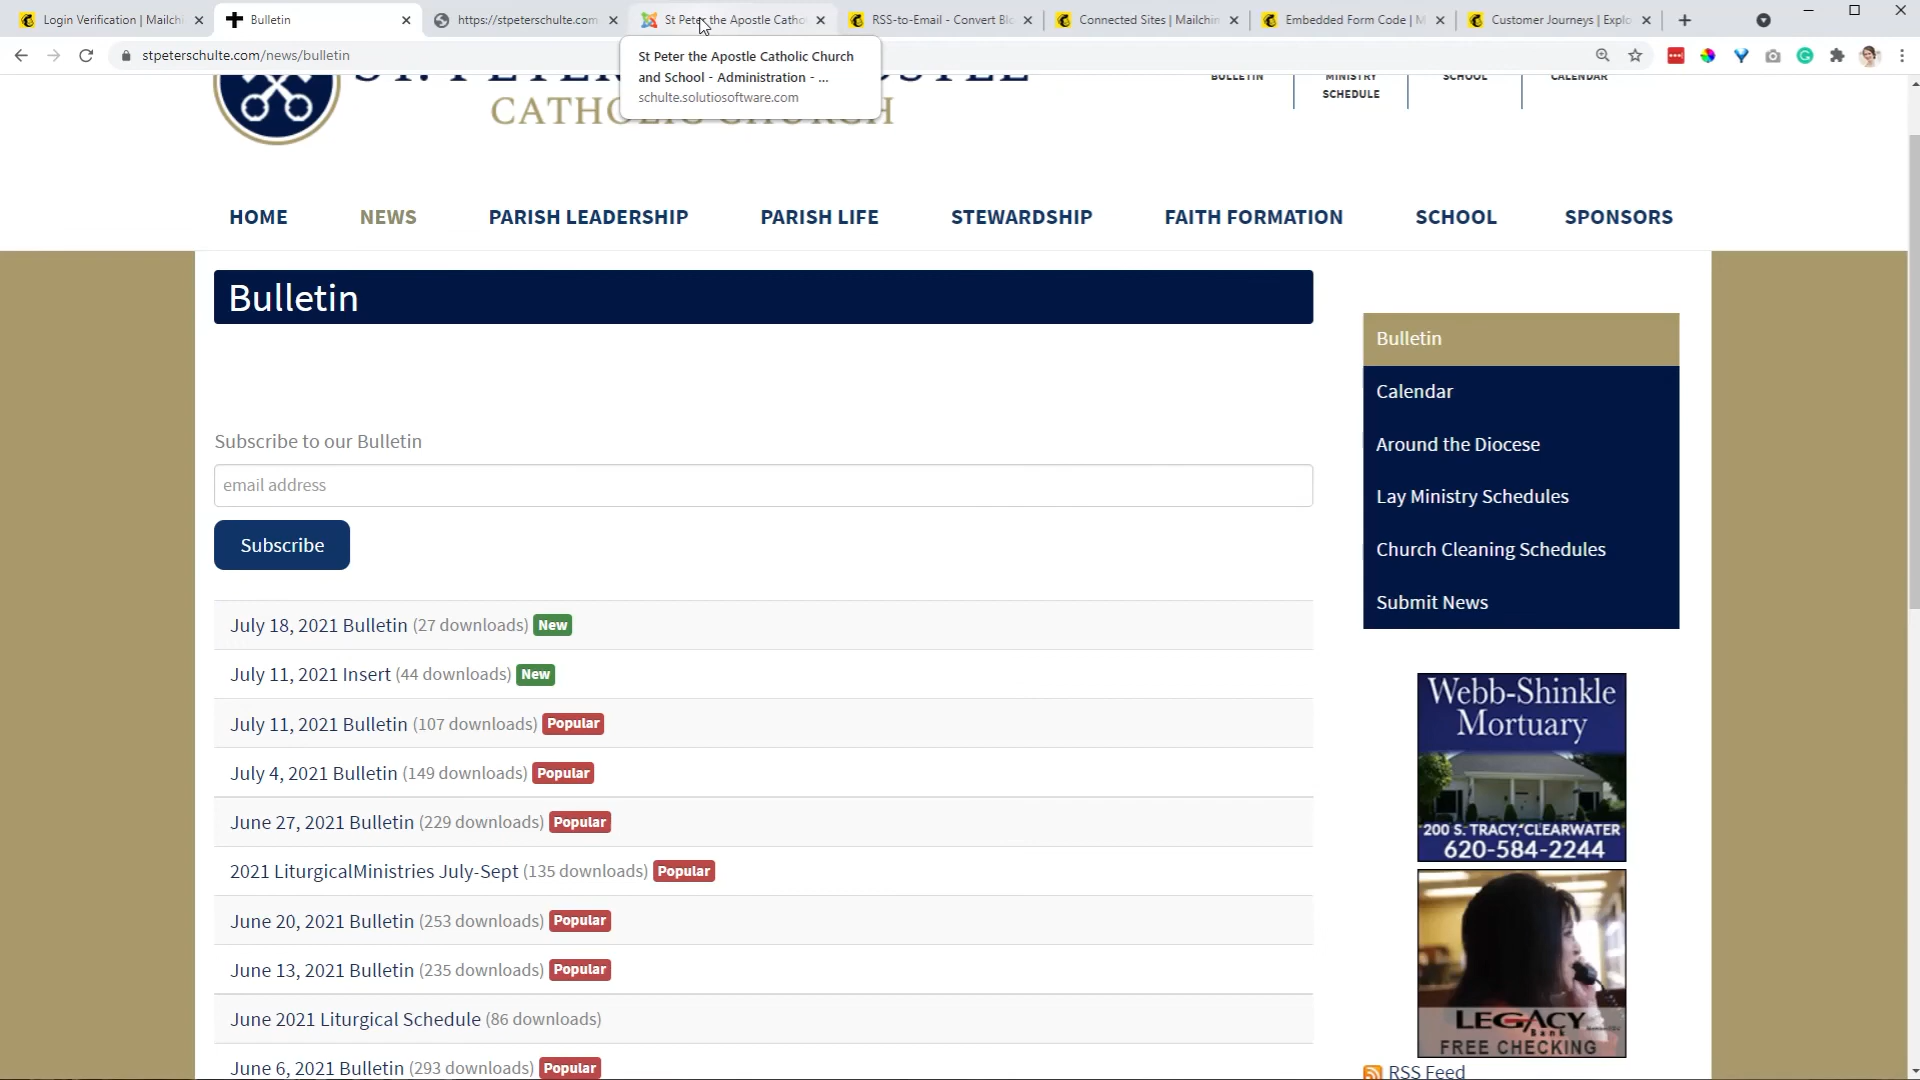 Login Verification | Mailchi
Bulletin
https://stpeterschulte.com
St Peter the Apostle Catho
RSS-to-Email - Convert Blo
Connected Sites | Mailchim
Embedded Form Code | M
Customer Journeys | Explo
stpeterschulte.com/news/bulletin
St Peter the Apostle Catholic Church
and School - Administration - ...
schulte.solutiosoftware.com
CATHOLIC CHURCH
BULLETIN
MINISTRY
SCHEDULE
SCHOOL
CALENDAR
HOME
NEWS
PARISH LEADERSHIP
PARISH LIFE
STEWARDSHIP
FAITH FORMATION
SCHOOL
SPONSORS
Bulletin
Subscribe to our Bulletin
email address
Subscribe
July 18, 2021 Bulletin (27 downloads) New
July 11, 2021 Insert (44 downloads) New
July 11, 2021 Bulletin (107 downloads) Popular
July 4, 2021 Bulletin (149 downloads) Popular
June 27, 2021 Bulletin (229 downloads) Popular
2021 LiturgicalMinistries July-Sept (135 downloads) Popular
June 20, 2021 Bulletin (253 downloads) Popular
June 13, 2021 Bulletin (235 downloads) Popular
June 2021 Liturgical Schedule (86 downloads)
June 6, 2021 Bulletin (293 downloads) Popular
Bulletin
Calendar
Around the Diocese
Lay Ministry Schedules
Church Cleaning Schedules
Submit News
Webb-Shinkle
Mortuary
200 S. TRACY, CLEARWATER
620-584-2244
LEGACY
Bank
FREE CHECKING
RSS Feed